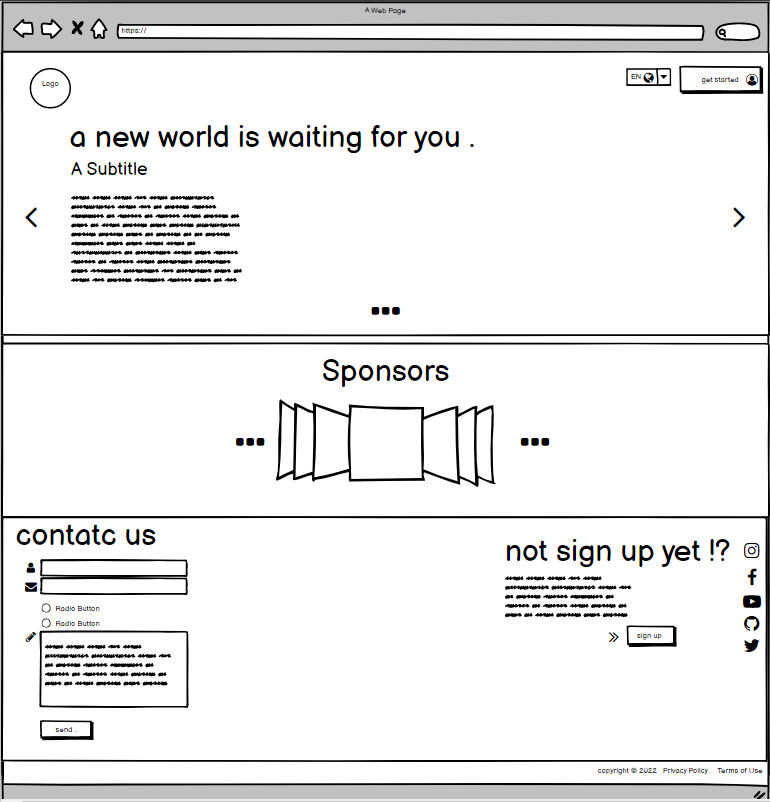 A Web Page
https://
Logo
EN
get started
a new world is waiting for you .
A Subtitle
Sponsors
contatc us
Radio Button
Radio Button
send .
not sign up yet !?
sign up
copyright © 2022 Privacy Policy Terms of Use